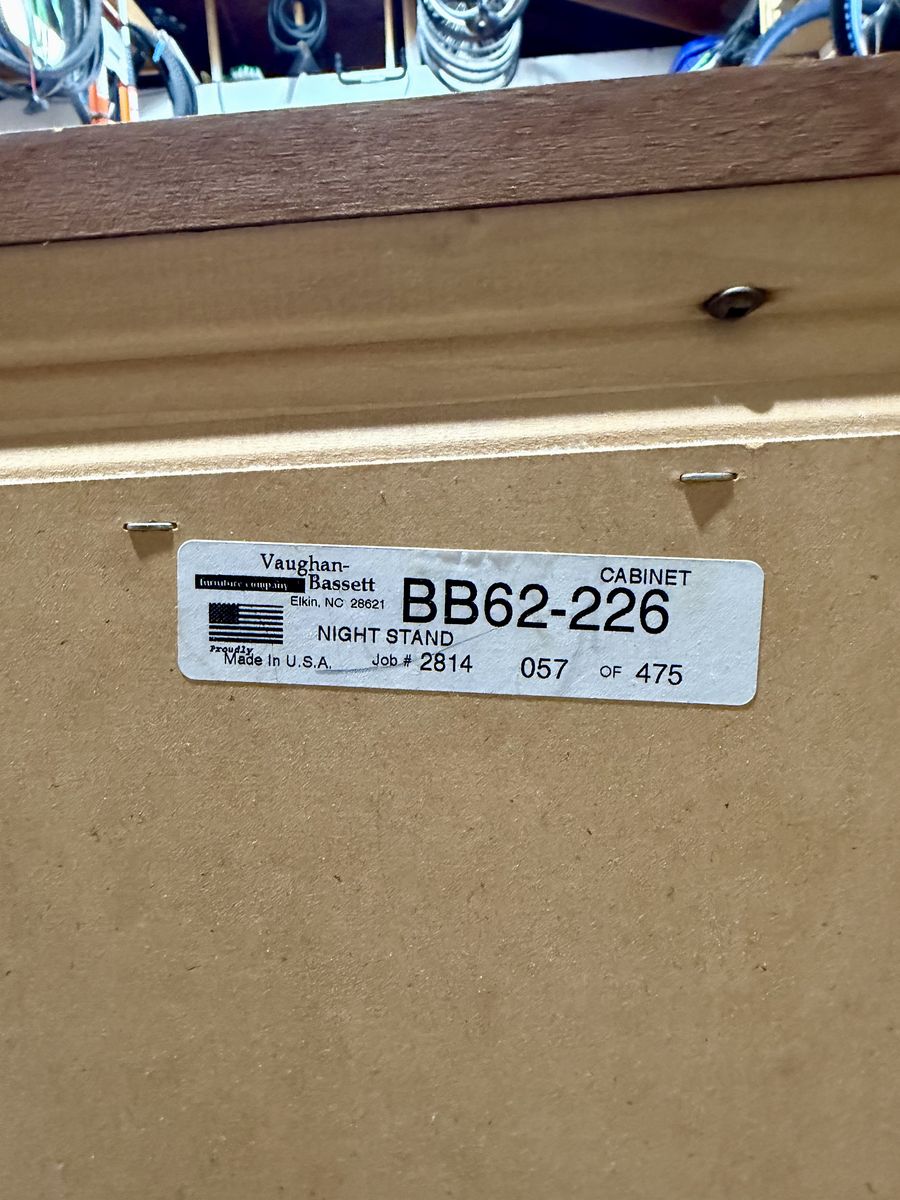 Vaughan-
furniture company Bassett
Elkin, NC 28621
CABINET
BB62-226
NIGHT STAND
Proudly
Made In U.S.A.
Job # 2814 057 OF 475